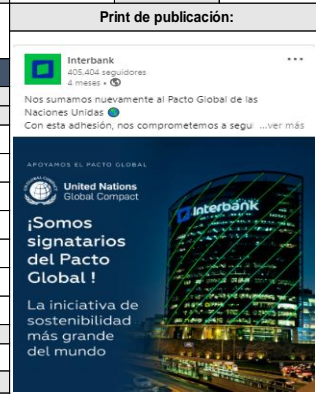 Print de publicación:
Interbank
405,404 seguidores
4 meses •
Nos sumamos nuevamente al Pacto Global de las
Naciones Unidas
Con esta adhesión, nos comprometemos a segui ...ver más
APOYAMOS EL PACTO GLOBAL
United Nations
Global Compact
¡Somos
signatarios
del Pacto
Global !
La iniciativa de
sostenibilidad
más grande
del mundo
Interbank